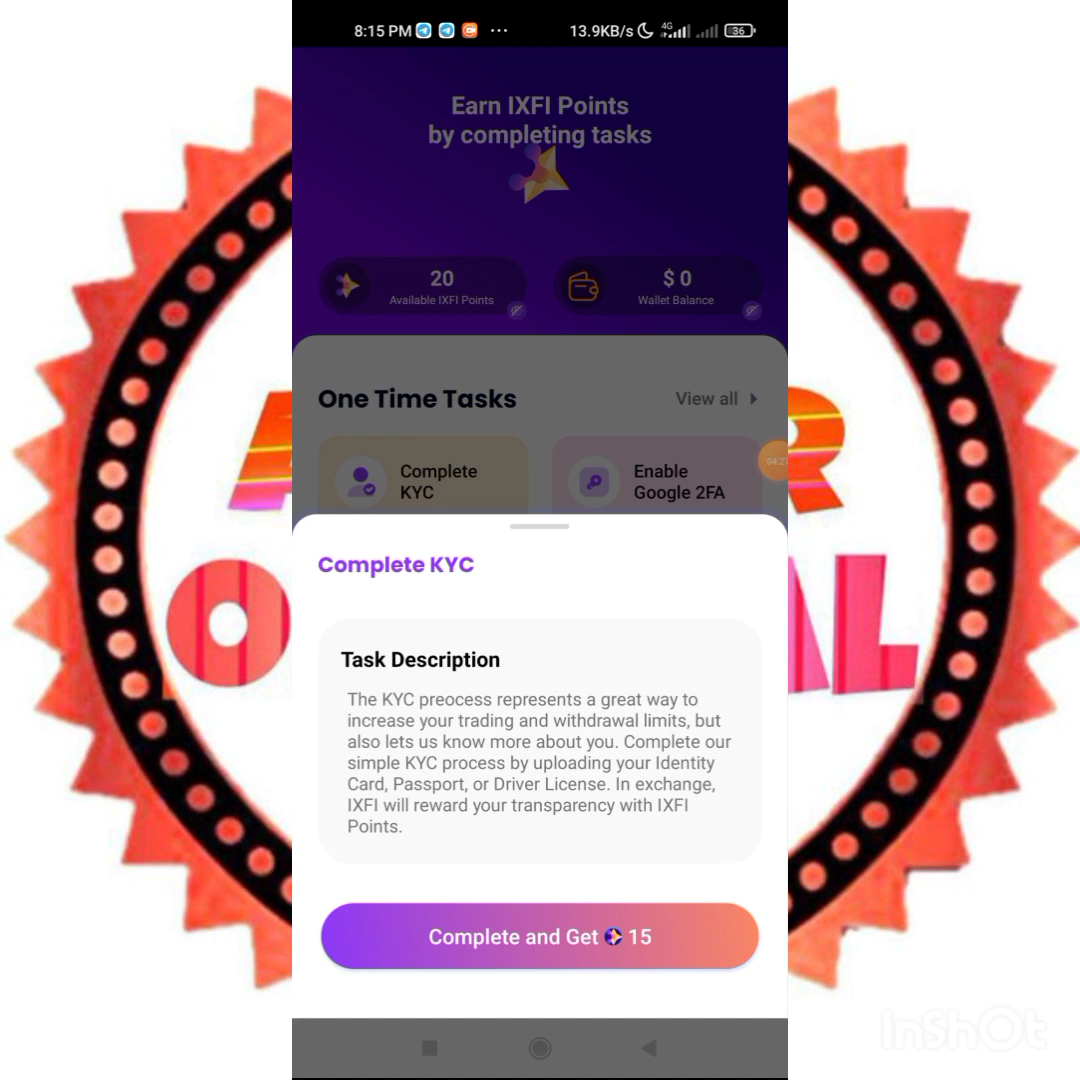 8:15 PM
13.9KB/s
4G
36
Earn IXFI Points
by completing tasks
20
Available IXFI Points
$ 0
Wallet Balance
One Time Tasks
View all
Complete
KYC
Enable
Google 2FA
04:27
Complete KYC
Task Description
The KYC preocess represents a great way to
increase your trading and withdrawal limits, but
also lets us know more about you. Complete our
simple KYC process by uploading your Identity
Card, Passport, or Driver License. In exchange,
IXFI will reward your transparency with IXFI
Points.
Complete and Get 15
InShOt